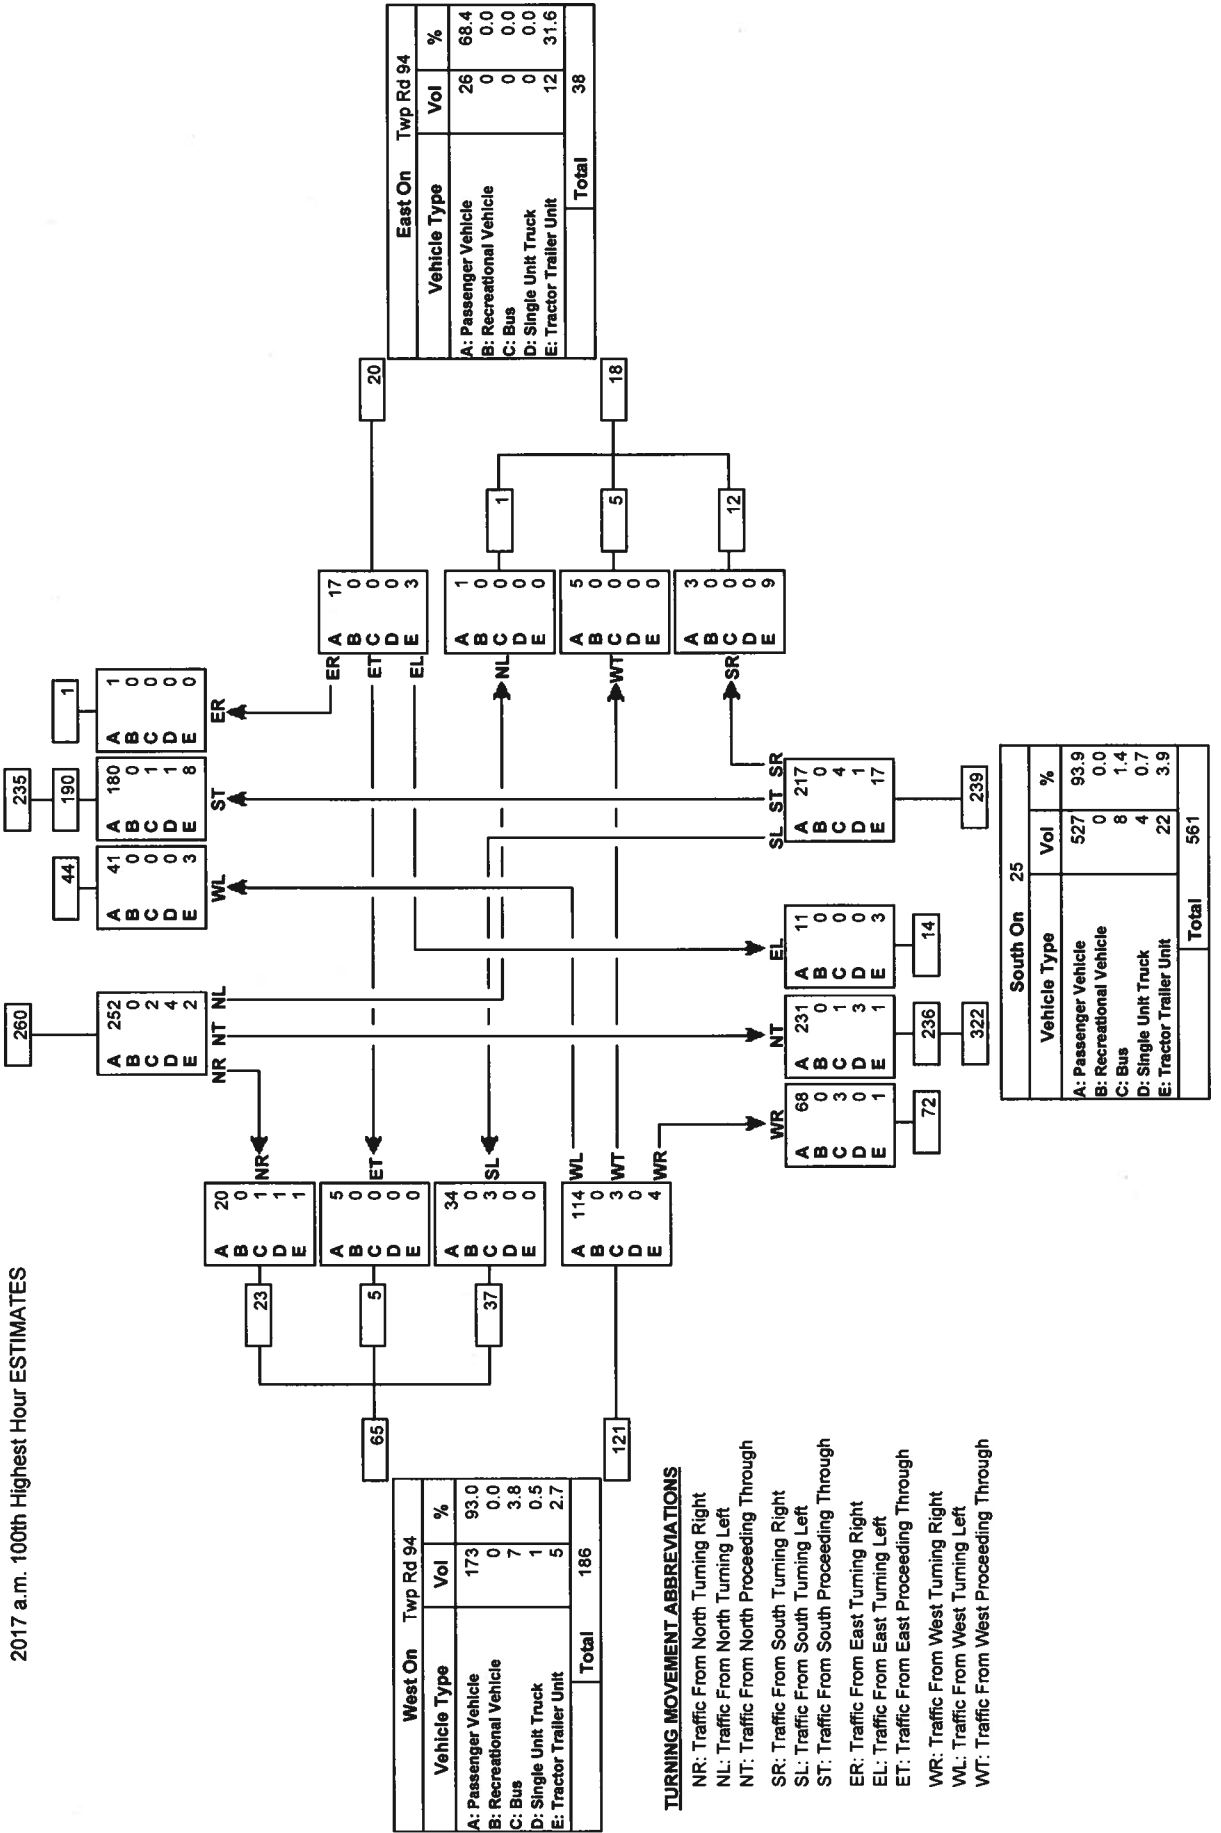 2017 a.m. 100th Highest Hour ESTIMATES
260
A 252
B 0
C 2
D 4
E 2
NR NT NL
44
A 41
B 0
C 0
D 0
E 3
WL
235
190
A 180
B 0
C 1
D 1
E 8
ST
1
A 1
B 0
C 0
D 0
E 0
ER
West On Twp Rd 94
Vehicle Type Vol %
A: Passenger Vehicle 173 93.0
B: Recreational Vehicle 0 0.0
C: Bus 7 3.8
D: Single Unit Truck 1 0.5
E: Tractor Trailer Unit 5 2.7
Total 186
65
23
A 20
B 0
C 1
D 1
E 1
NR
5
A 5
B 0
C 0
D 0
E 0
ET
37
A 34
B 0
C 3
D 0
E 0
SL
121
A 114
B 0
C 3
D 0
E 4
WL
WT
WR
ER
ET
EL
A 17
B 0
C 0
D 0
E 3
20
NL
A 1
B 0
C 0
D 0
E 0
1
WT
A 5
B 0
C 0
D 0
E 0
5
SR
A 3
B 0
C 0
D 0
E 9
12
18
East On Twp Rd 94
Vehicle Type Vol %
A: Passenger Vehicle 26 68.4
B: Recreational Vehicle 0 0.0
C: Bus 0 0.0
D: Single Unit Truck 0 0.0
E: Tractor Trailer Unit 12 31.6
Total 38
WR
A 68
B 0
C 3
D 0
E 1
72
NT
A 231
B 0
C 1
D 3
E 1
236
322
EL
A 11
B 0
C 0
D 0
E 3
14
SL ST SR
A 217
B 0
C 4
D 1
E 17
239
South On 25
Vehicle Type Vol %
A: Passenger Vehicle 527 93.9
B: Recreational Vehicle 0 0.0
C: Bus 8 1.4
D: Single Unit Truck 4 0.7
E: Tractor Trailer Unit 22 3.9
Total 561
TURNING MOVEMENT ABBREVIATIONS
NR: Traffic From North Turning Right
NL: Traffic From North Turning Left
NT: Traffic From North Proceeding Through
SR: Traffic From South Turning Right
SL: Traffic From South Turning Left
ST: Traffic From South Proceeding Through
ER: Traffic From East Turning Right
EL: Traffic From East Turning Left
ET: Traffic From East Proceeding Through
WR: Traffic From West Turning Right
WL: Traffic From West Turning Left
WT: Traffic From West Proceeding Through